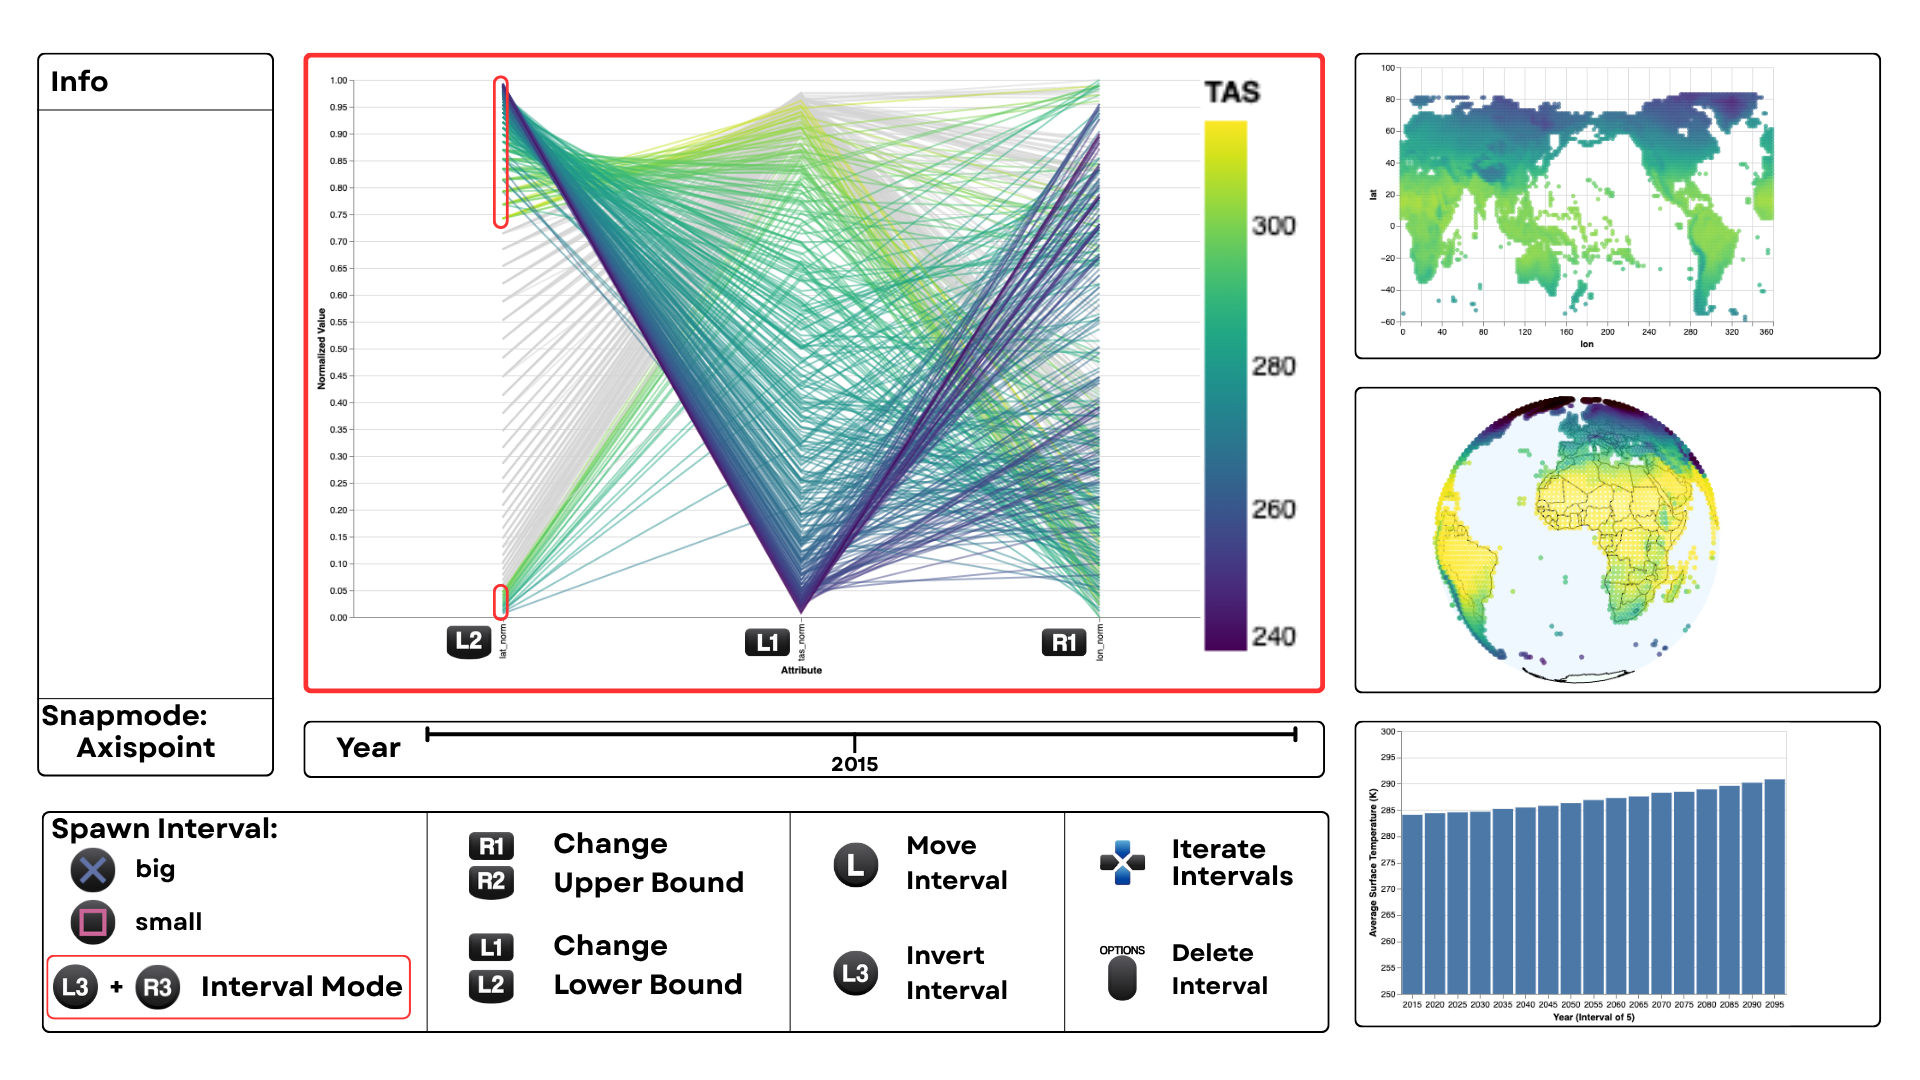 Info
Snapmode:
Axispoint
1.00
0.95
0.90
0.85
0.80
0.75
0.70
0.65
0.60
0.55
0.50
0.45
0.40
0.35
0.30
0.25
0.20
0.15
0.10
0.05
0.00
Normalized Value
L2
lat_norm
L1
tas_norm
R1
lon_norm
Attribute
TAS
300
280
260
240
Year
2015
Spawn Interval:
big
small
L3 + R3 Interval Mode
R1 Change
R2 Upper Bound
L1 Change
L2 Lower Bound
L Move
Interval
L3 Invert
Interval
Iterate
Intervals
OPTIONS
Delete
Interval
100
80
60
40
20
0
−20
−40
−60
lat
0 40 80 120 160 200 240 280 320 360
lon
300
295
290
285
280
275
270
265
260
255
250
Average Surface Temperature (K)
2015 2020 2025 2030 2035 2040 2045 2050 2055 2060 2065 2070 2075 2080 2085 2090 2095
Year (Interval of 5)